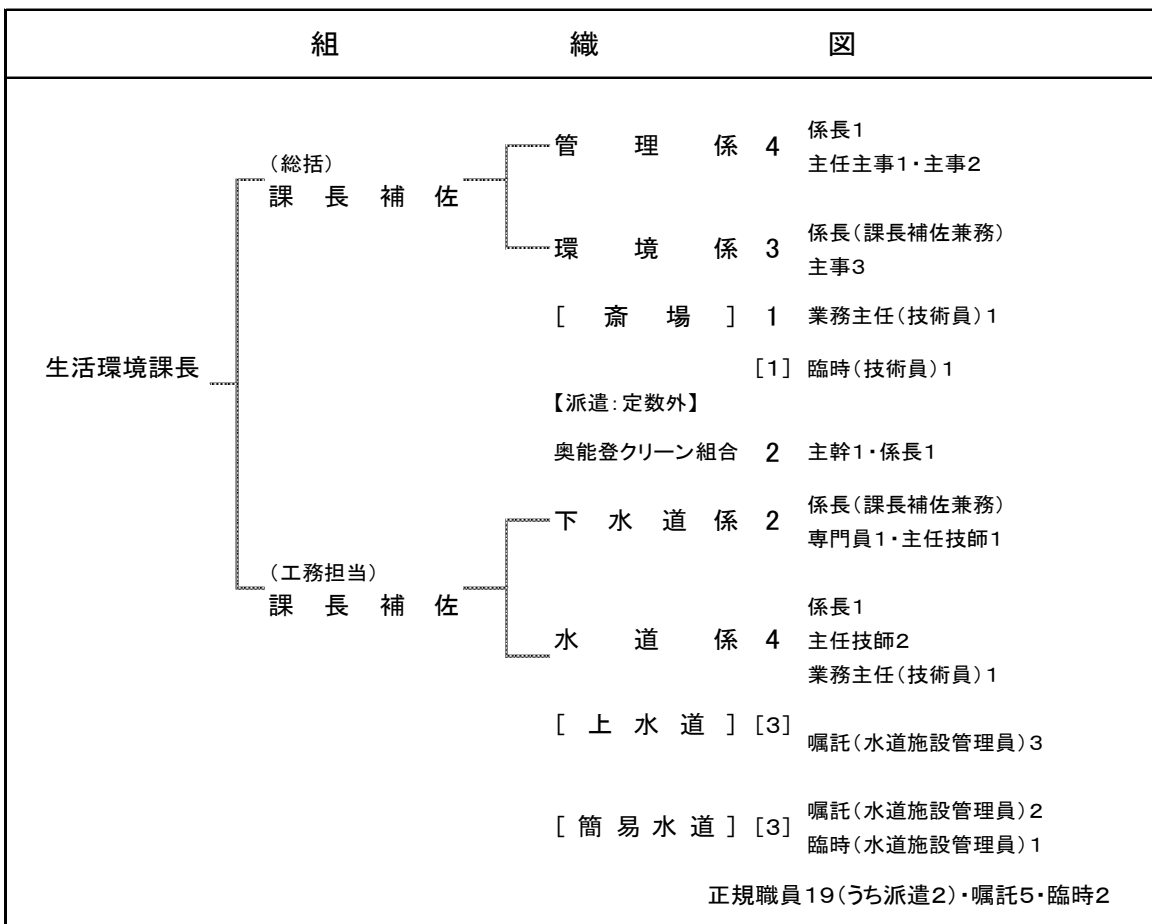 組織図
(総括)
課長補佐
管理係 4
係長1
主任主事1・主事2
環境係 3
係長(課長補佐兼務)
主事3
[斎場] 1 業務主任(技術員)1
[1] 臨時(技術員)1
生活環境課長
【派遣:定数外】
奥能登クリーン組合 2 主幹1・係長1
(工務担当)
課長補佐
下水道係 2
係長(課長補佐兼務)
専門員1・主任技師1
水道係 4
係長1
主任技師2
業務主任(技術員)1
[上水道] [3] 嘱託(水道施設管理員)3
[簡易水道] [3]
嘱託(水道施設管理員)2
臨時(水道施設管理員)1
正規職員19(うち派遣2)・嘱託5・臨時2